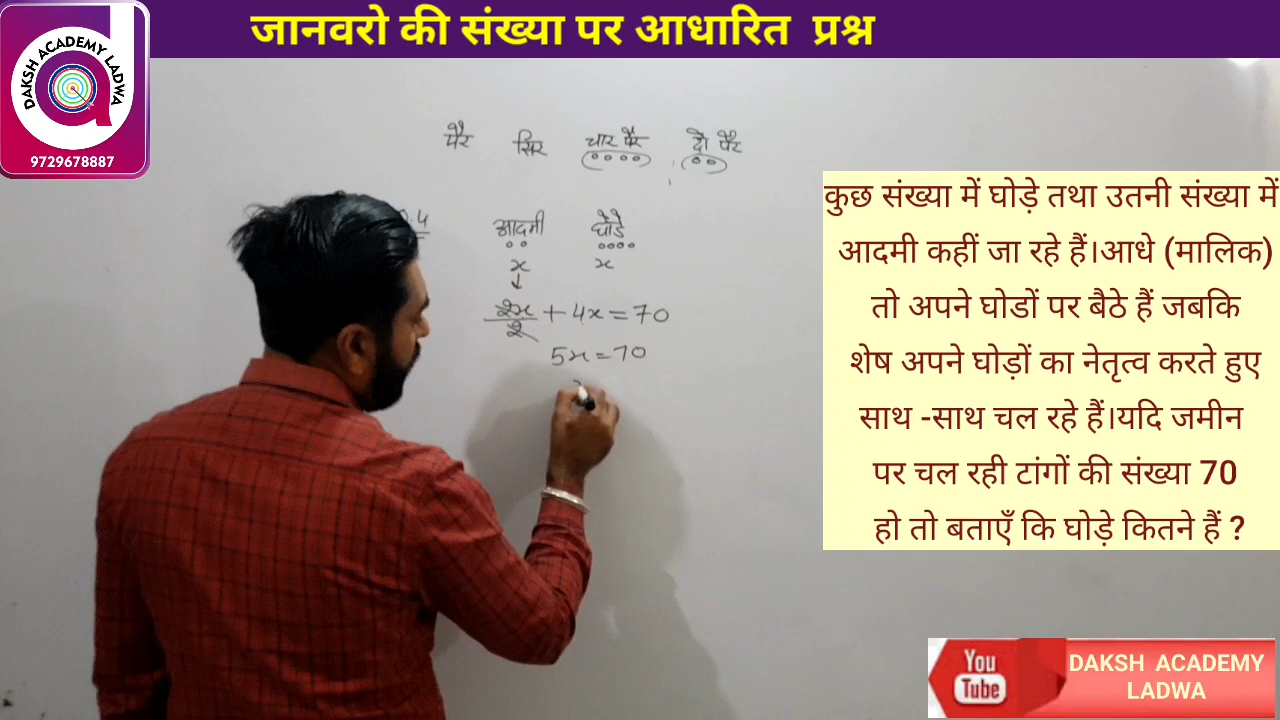 जानवरो की संख्या पर आधारित प्रश्न
DAKSH ACADEMY LADWA
9729678887
पैर सिर चार पैर दो पैर
आदमी घोड़े
x x
2x/2 + 4x = 70
5x = 70
कुछ संख्या में घोड़े तथा उतनी संख्या में
आदमी कहीं जा रहे हैं।आधे (मालिक)
तो अपने घोडों पर बैठे हैं जबकि
शेष अपने घोड़ों का नेतृत्व करते हुए
साथ -साथ चल रहे हैं।यदि जमीन
पर चल रही टांगों की संख्या 70
हो तो बताएँ कि घोड़े कितने हैं ?
You
Tube
DAKSH ACADEMY
LADWA